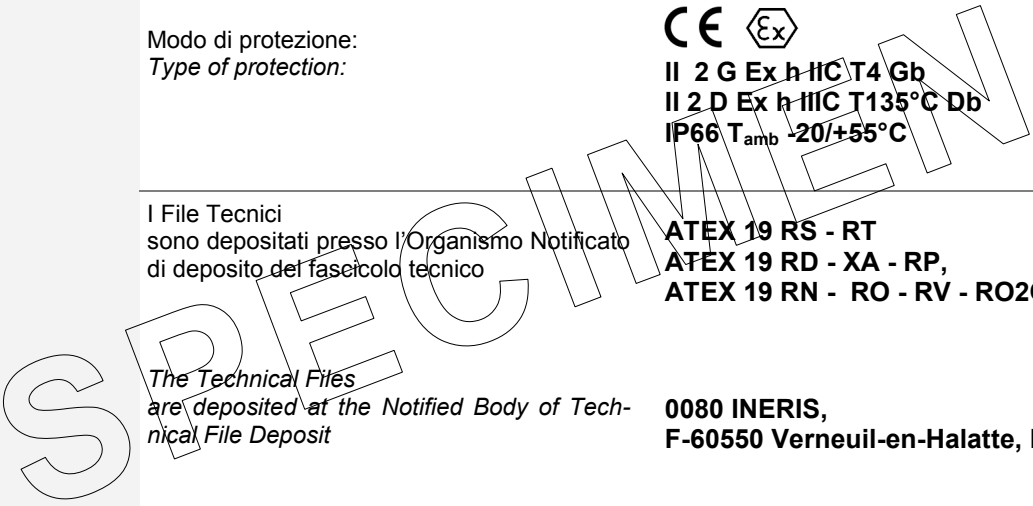 Modo di protezione:
Type of protection:
CE Ex
II 2 G Ex h IIC T4 Gb
II 2 D Ex h IIIC T135°C Db
IP66 Tamb -20/+55°C
I File Tecnici
sono depositati presso l'Organismo Notificato
di deposito del fascicolo tecnico
ATEX 19 RS - RT
ATEX 19 RD - XA - RP,
ATEX 19 RN - RO - RV - RO2
The Technical Files
are deposited at the Notified Body of Tech-
nical File Deposit
0080 INERIS,
F-60550 Verneuil-en-Halatte,
SPECIMEN